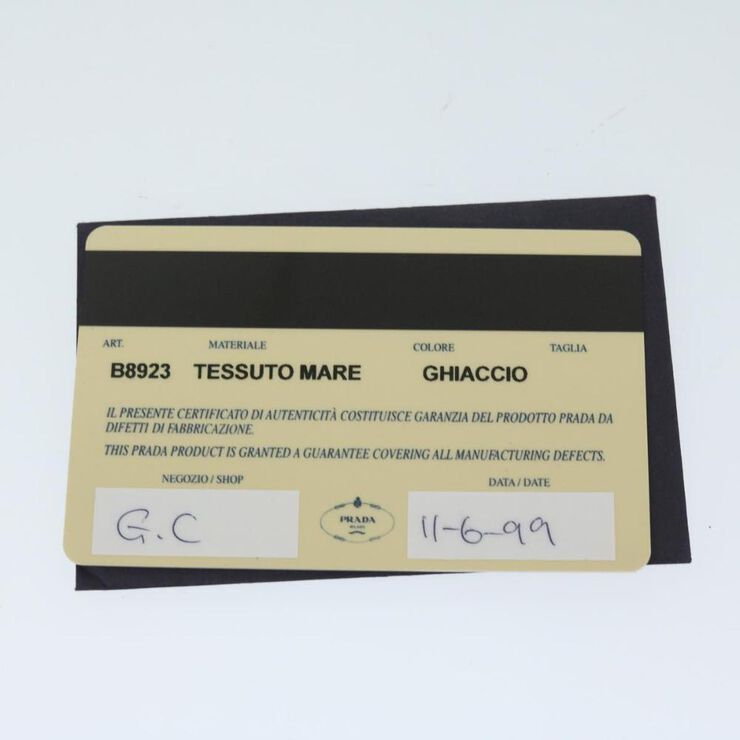 ART. MATERIALE COLORE TAGLIA
B8923 TESSUTO MARE GHIACCIO
IL PRESENTE CERTIFICATO DI AUTENTICITÀ COSTITUISCE GARANZIA DEL PRODOTTO PRADA DA
DIFETTI DI FABBRICAZIONE.
THIS PRADA PRODUCT IS GRANTED A GUARANTEE COVERING ALL MANUFACTURING DEFECTS.
NEGOZIO / SHOP DATA / DATE
G.C PRADA 11-6-99
MILANO